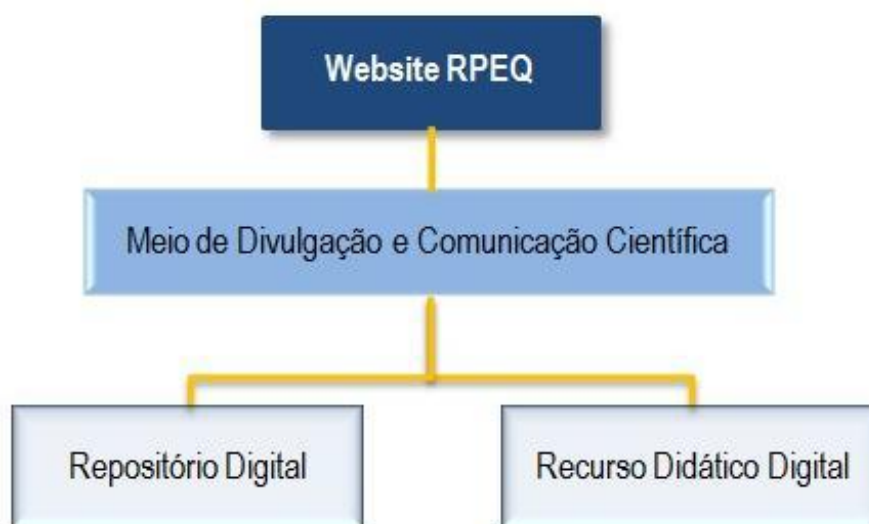 Website RPEQ
Meio de Divulgação e Comunicação Científica
Repositório Digital
Recurso Didático Digital